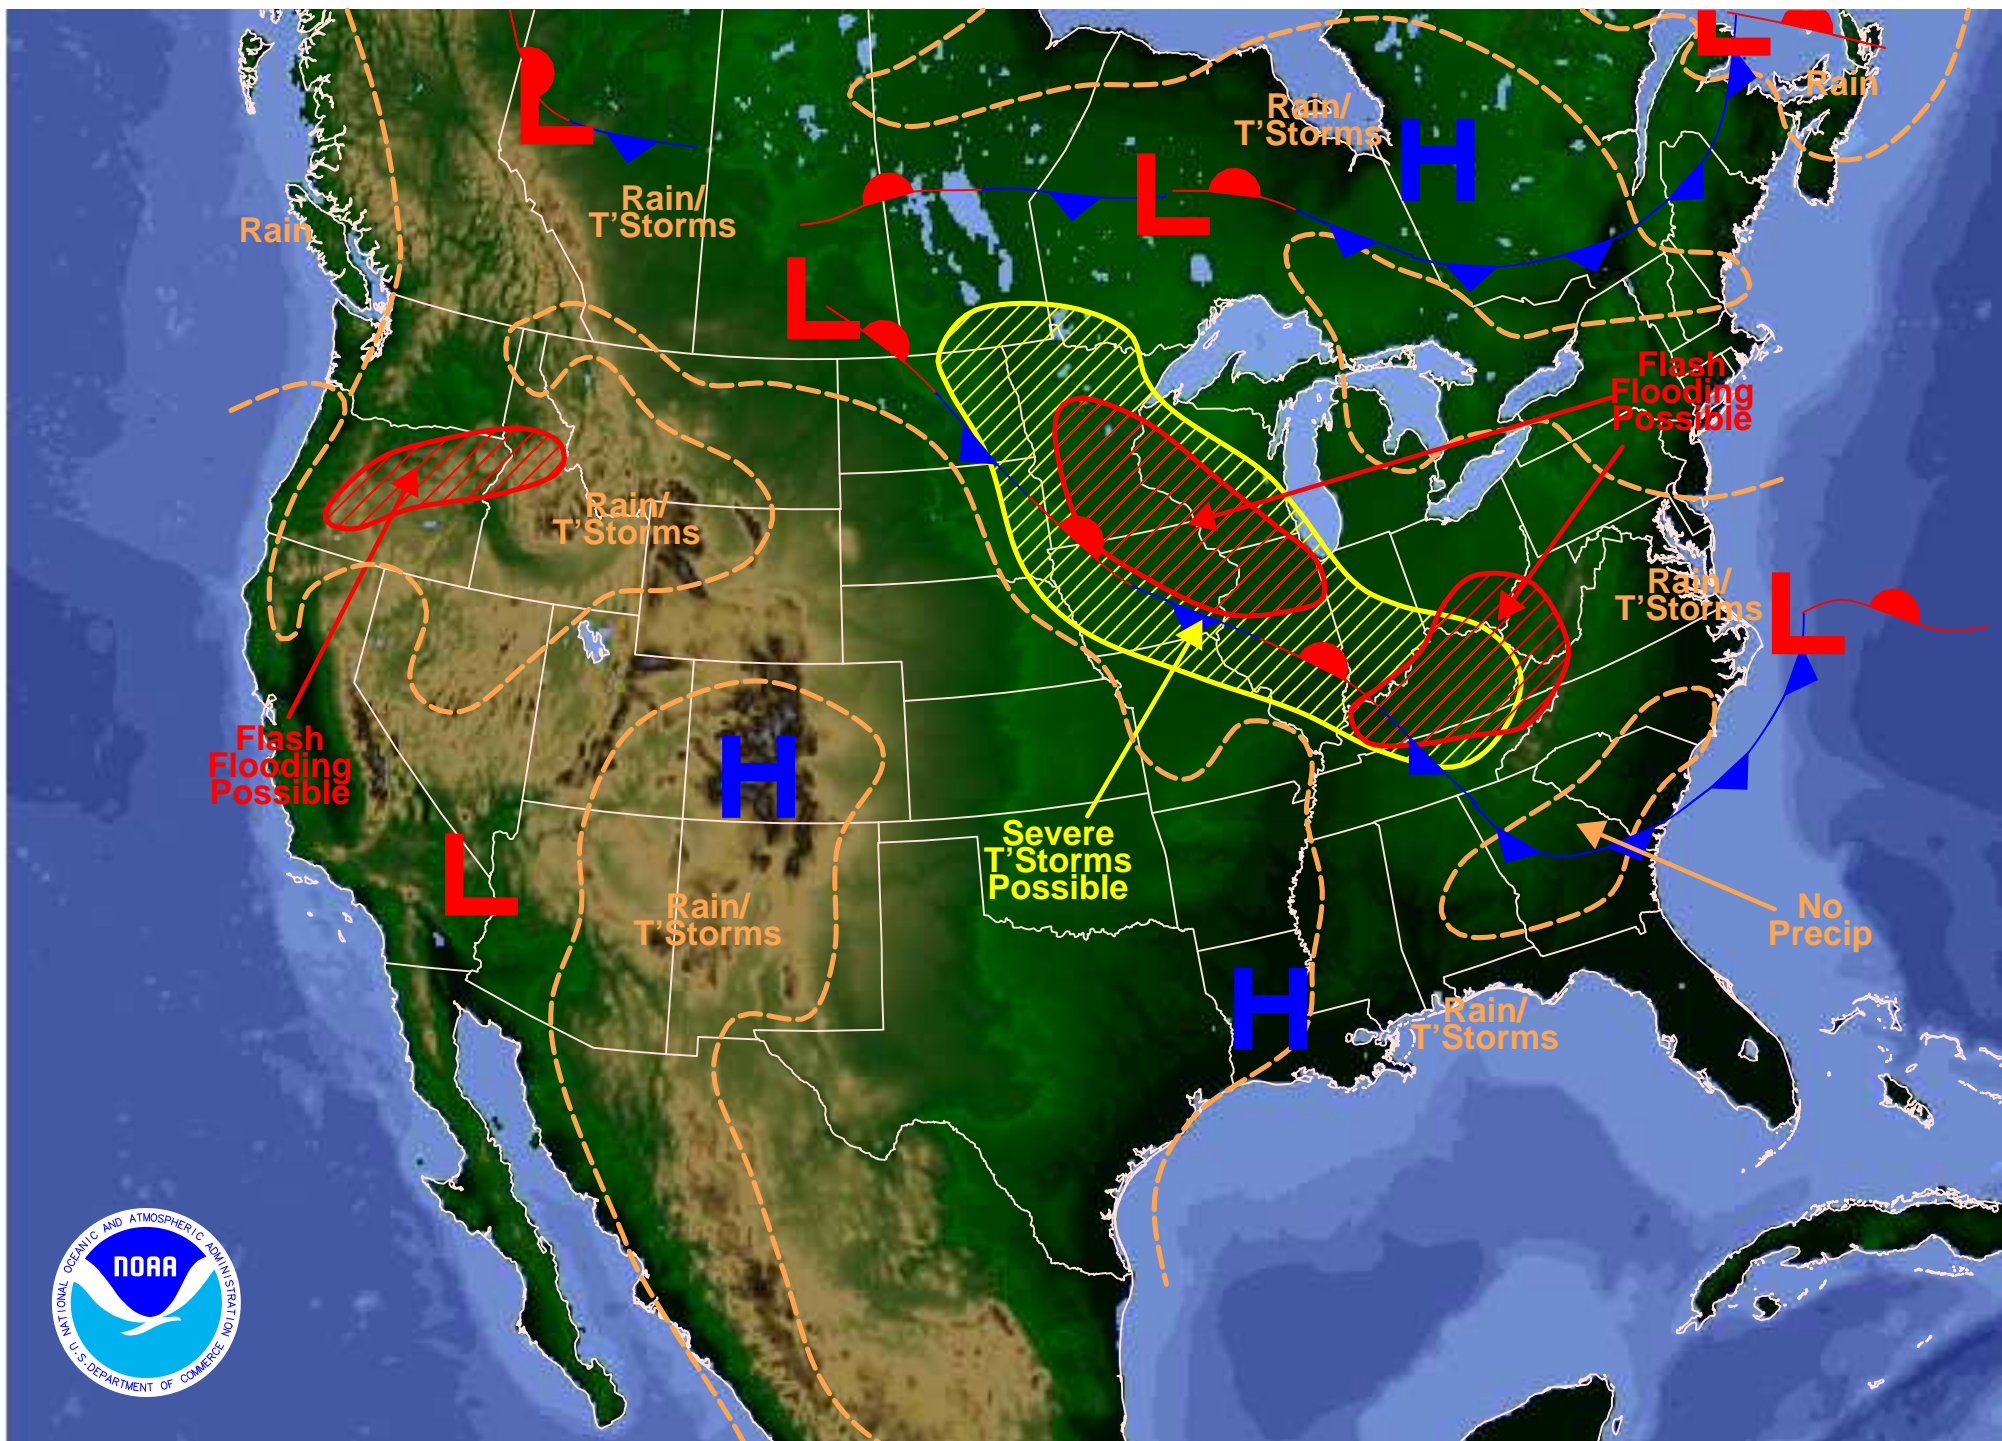 L
L
Rain
Rain/
T'Storms
H
Rain/
T'Storms
Rain
L
L
Flash
Flooding
Possible
Rain/
T'Storms
Rain/
T'Storms
L
Flash
Flooding
Possible
H
Severe
T'Storms
Possible
L
Rain/
T'Storms
No
Precip
H
Rain/
T'Storms
NATIONAL OCEANIC AND ATMOSPHERIC ADMINISTRATION
NOAA
U.S. DEPARTMENT OF COMMERCE